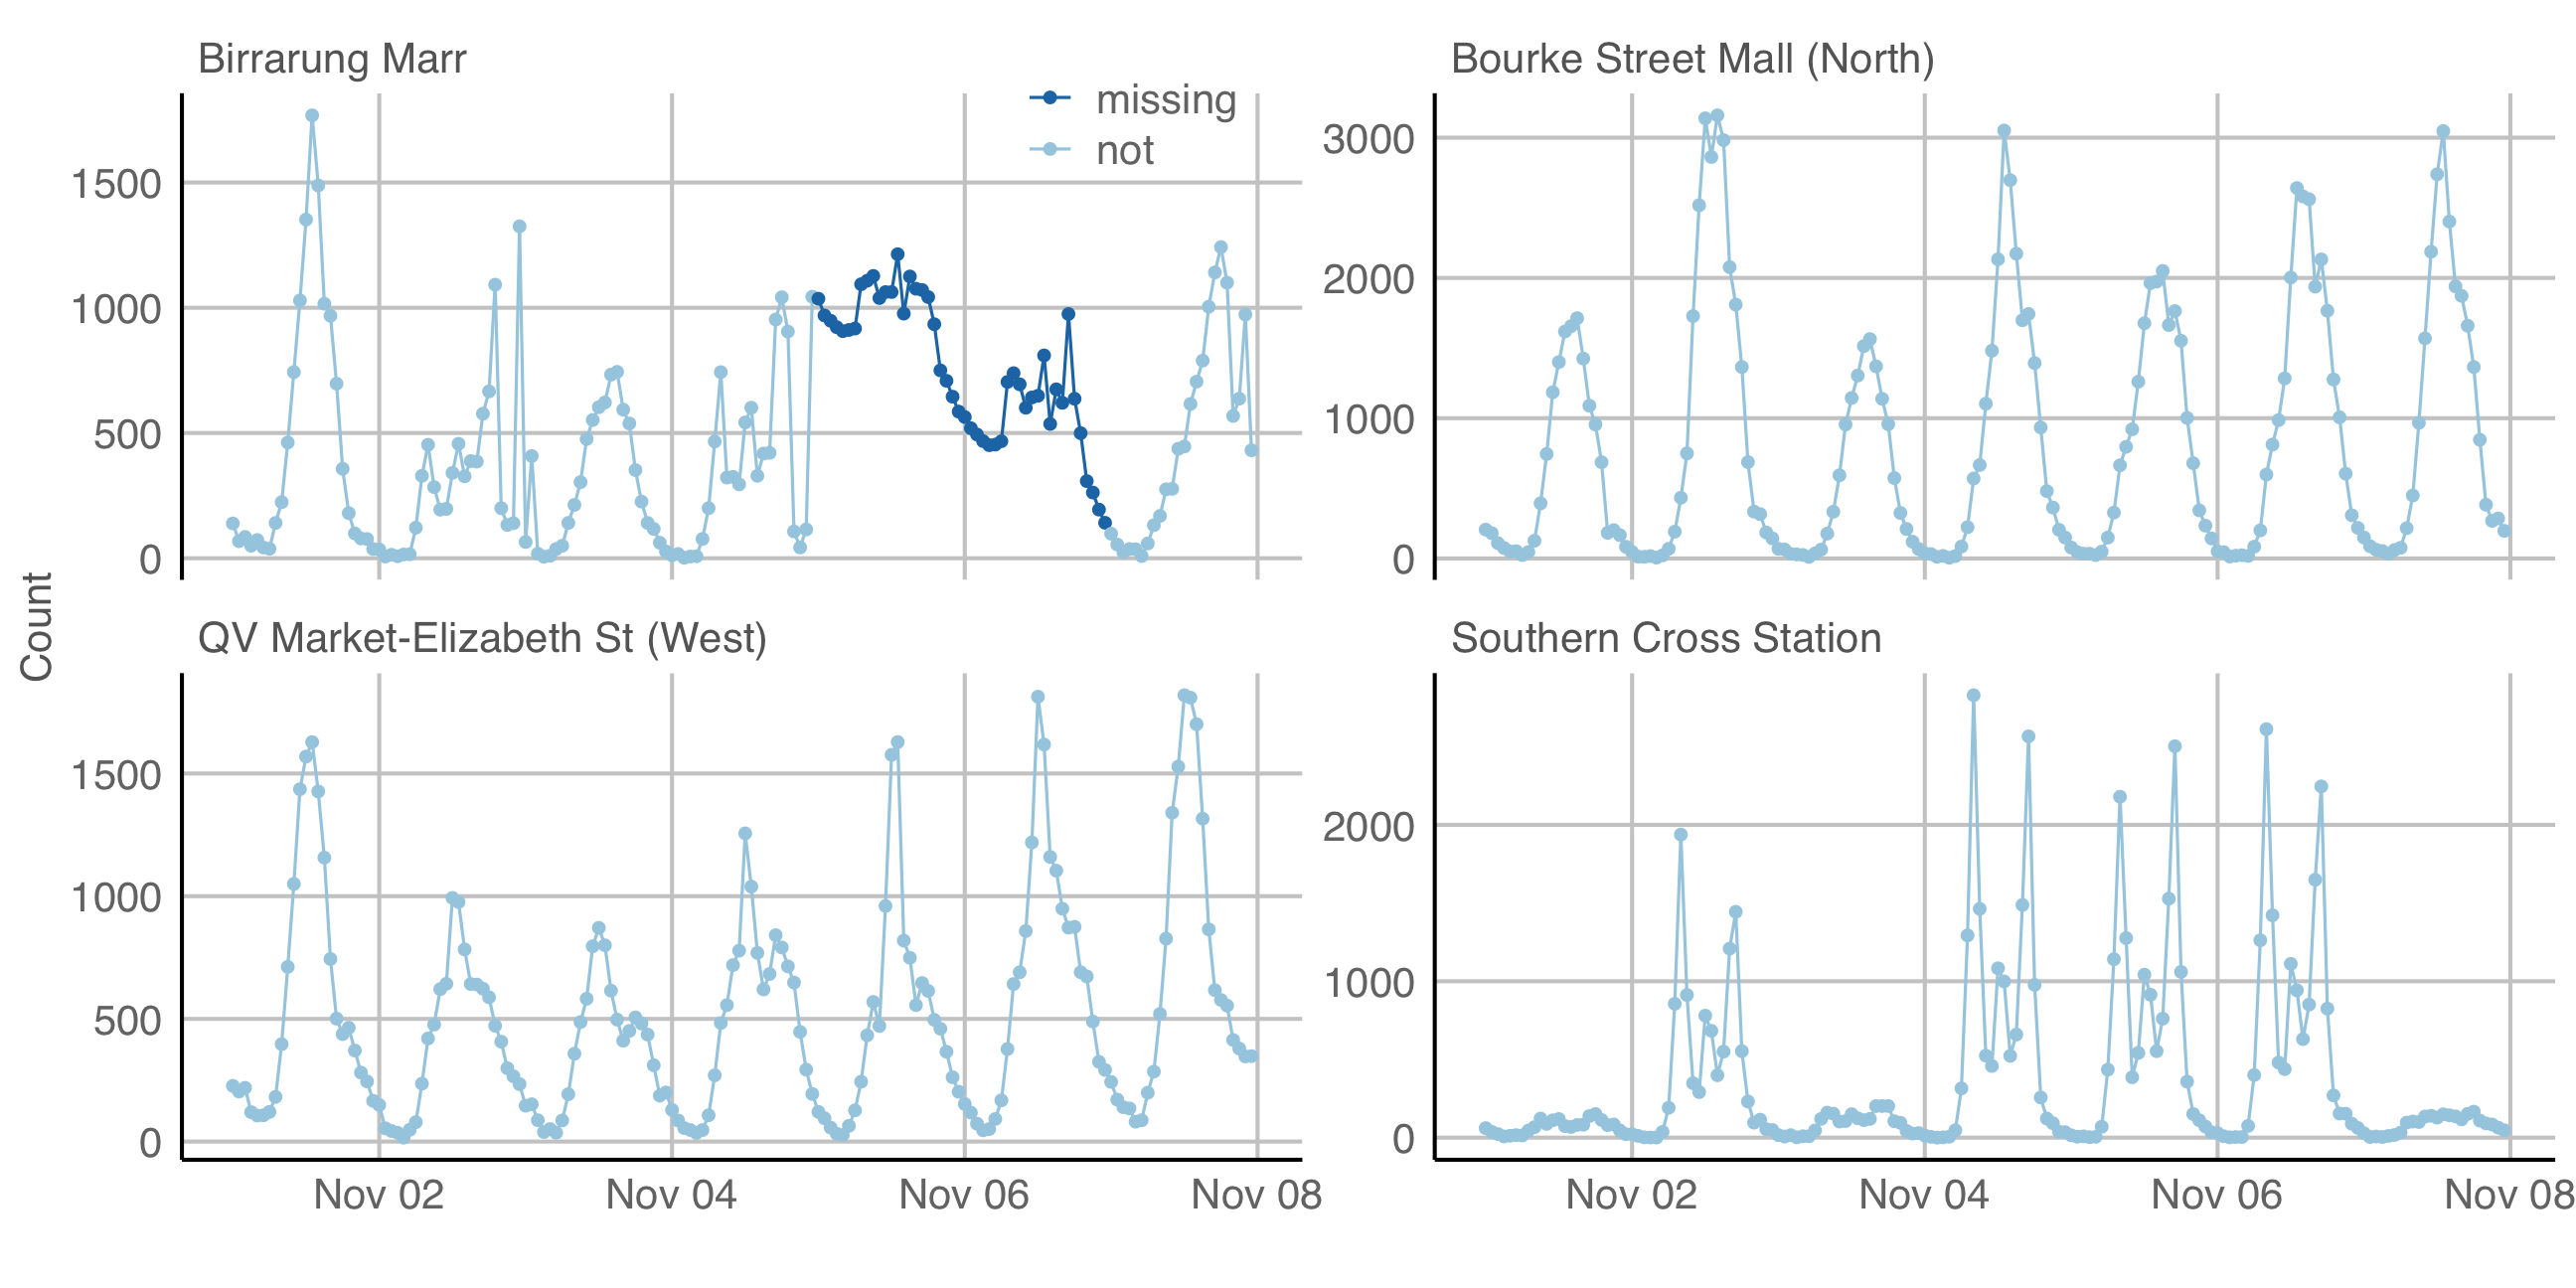 Birrarung Marr
missing
not
1500
1000
500
0
Bourke Street Mall (North)
3000
2000
1000
0
Count
QV Market-Elizabeth St (West)
1500
1000
500
0
Nov 02 Nov 04 Nov 06 Nov 08
Southern Cross Station
2000
1000
0
Nov 02 Nov 04 Nov 06 Nov 08